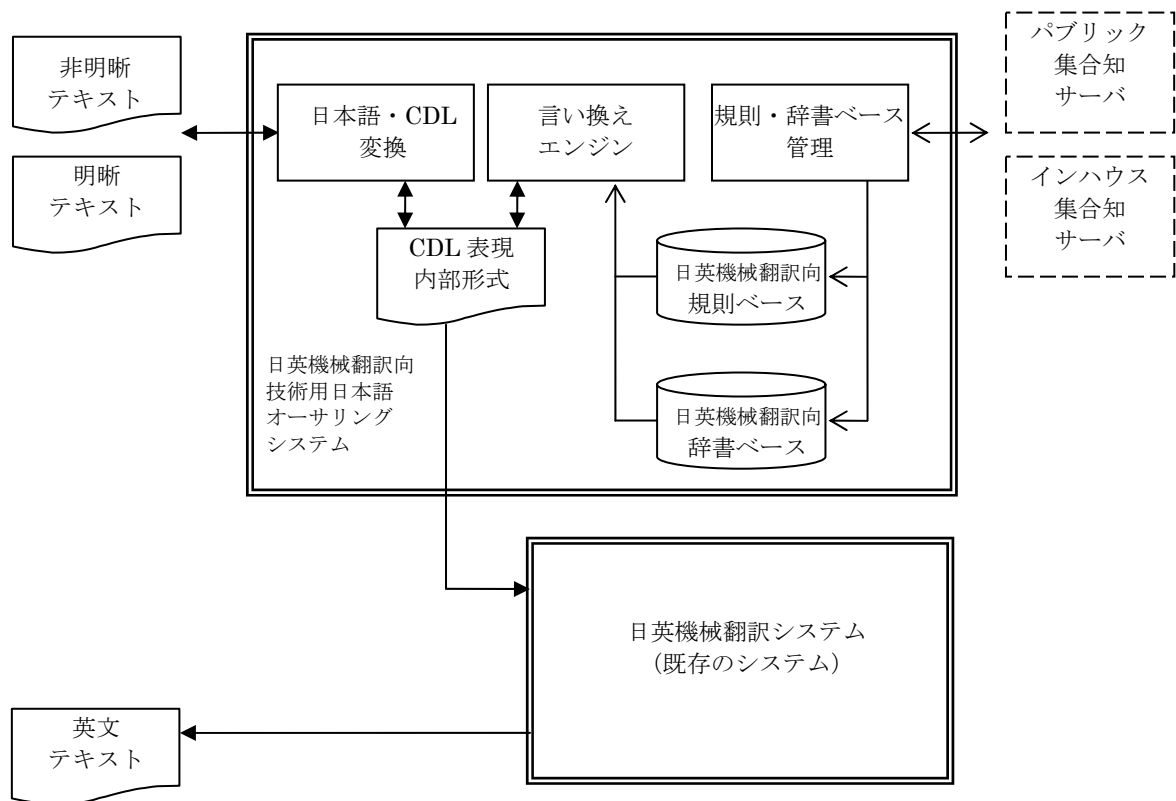 非明晰
テキスト
明晰
テキスト
日本語・CDL
変換
言い換え
エンジン
規則・辞書ベース
管理
パブリック
集合知
サーバ
インハウス
集合知
サーバ
CDL 表現
内部形式
日英機械翻訳向
規則ベース
日英機械翻訳向
辞書ベース
日英機械翻訳向
技術用日本語
オーサリング
システム
日英機械翻訳システム
（既存のシステム）
英文
テキスト